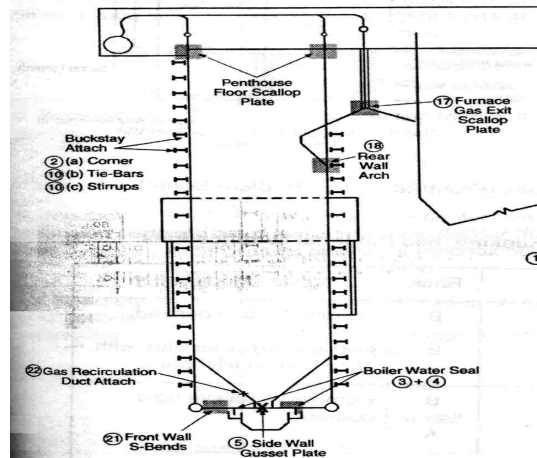 Penthouse
Floor Scallop
Plate
17 Furnace
Gas Exit
Scallop
Plate
Buckstay
Attach
2 (a) Corner
10 (b) Tie-Bars
10 (c) Stirrups
18
Rear
Wall
Arch
22 Gas Recirculation
Duct Attach
Boiler Water Seal
3 + 4
21 Front Wall
S-Bends
5 Side Wall
Gusset Plate